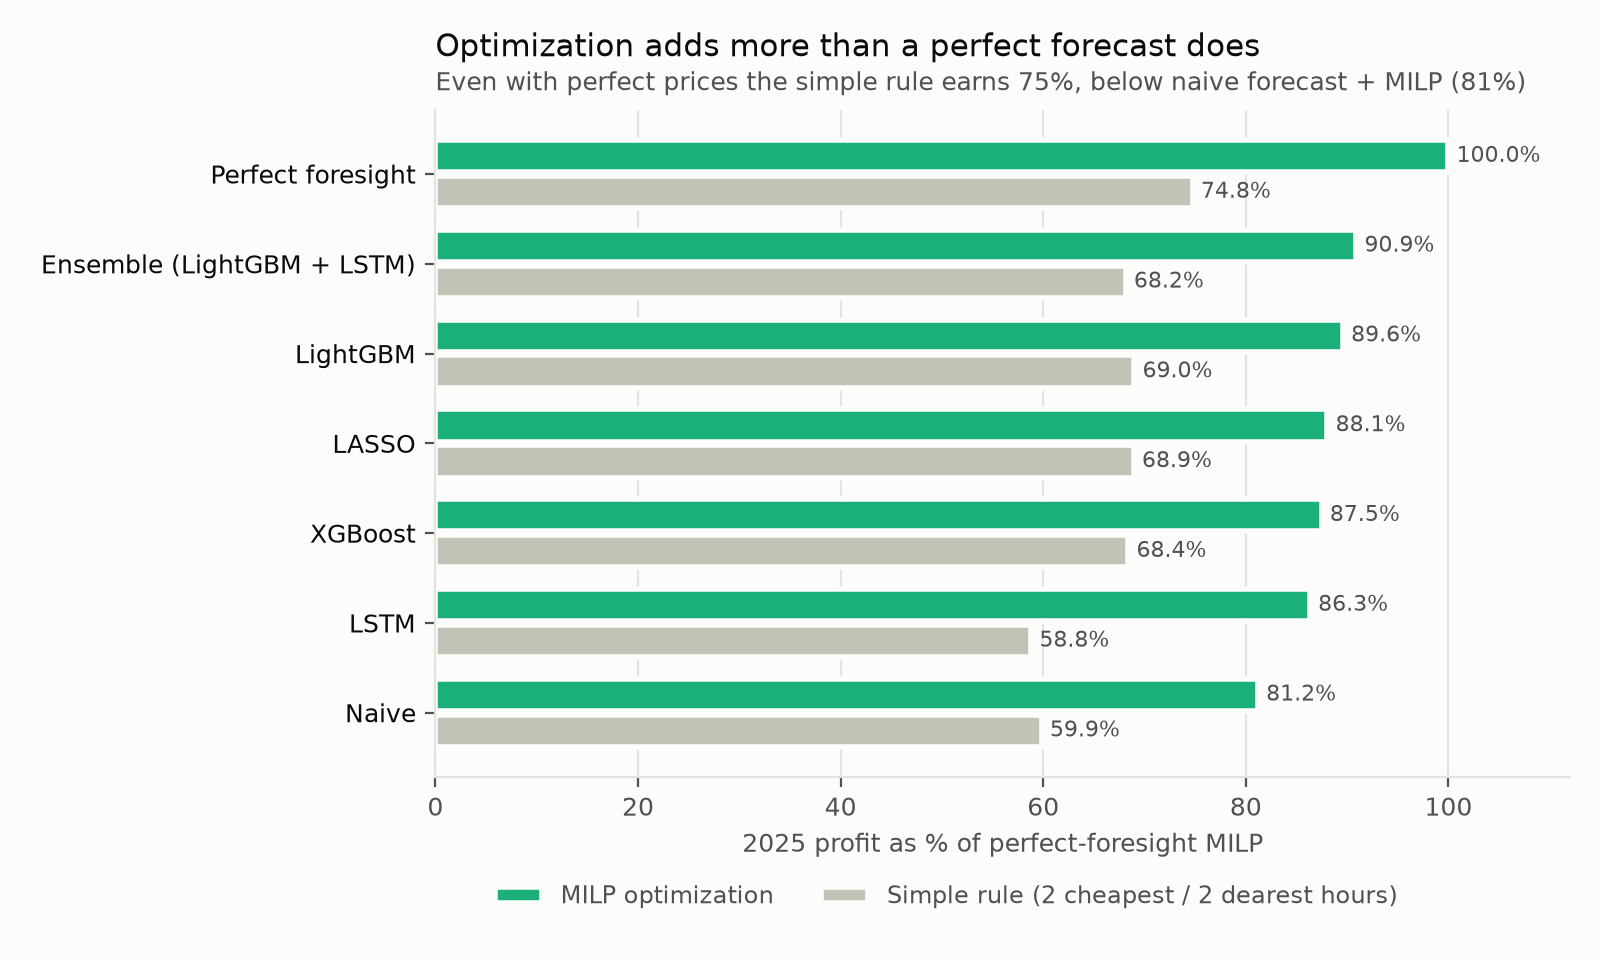 Optimization adds more than a perfect forecast does
Even with perfect prices the simple rule earns 75%, below naive forecast + MILP (81%)
Perfect foresight
100.0%
74.8%
Ensemble (LightGBM + LSTM)
90.9%
68.2%
LightGBM
89.6%
69.0%
LASSO
88.1%
68.9%
XGBoost
87.5%
68.4%
LSTM
86.3%
58.8%
Naive
81.2%
59.9%
0 20 40 60 80 100
2025 profit as % of perfect-foresight MILP
MILP optimization Simple rule (2 cheapest / 2 dearest hours)